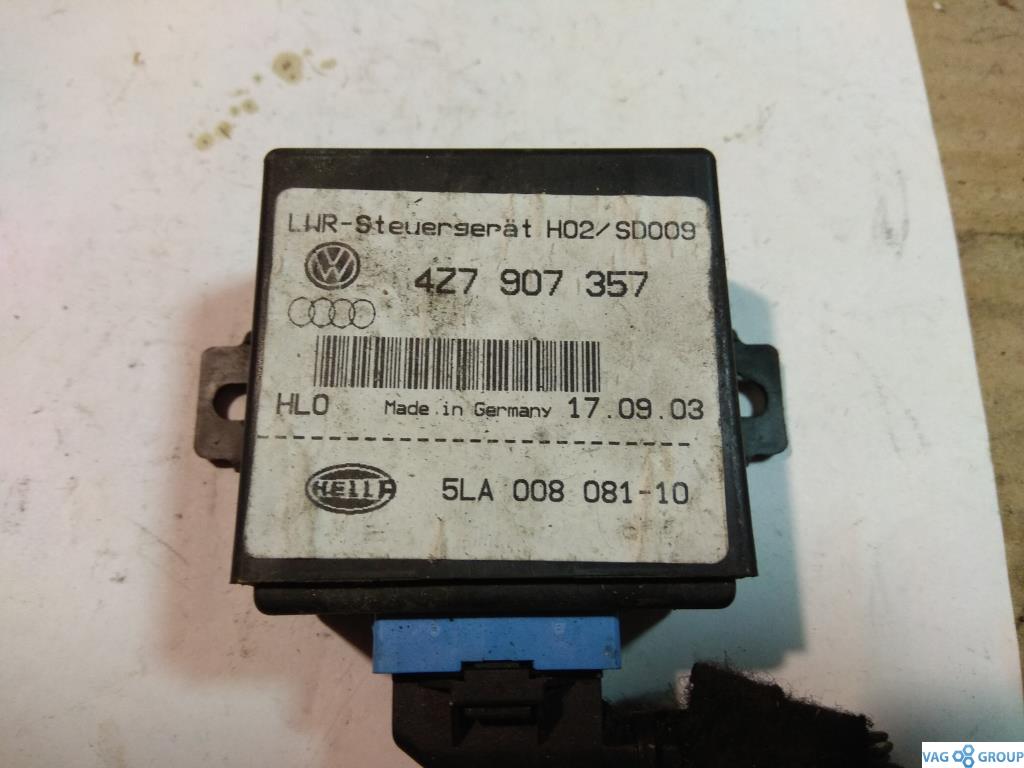 LWR-Steuergerät H02/SD009
4Z7 907 357
HLO Made in Germany 17.09.03
HELLA 5LA 008 081-10
VAG GROUP